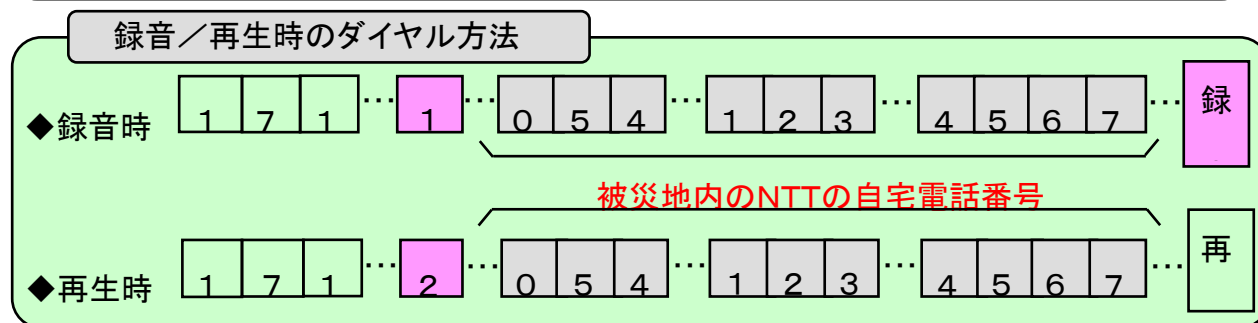 録音／再生時のダイヤル方法
◆録音時 １ ７ １ … １ … ０ ５ ４ … １ ２ ３ … ４ ５ ６ ７ … 録
被災地内のNTTの自宅電話番号
◆再生時 １ ７ １ … ２ … ０ ５ ４ … １ ２ ３ … ４ ５ ６ ７ … 再